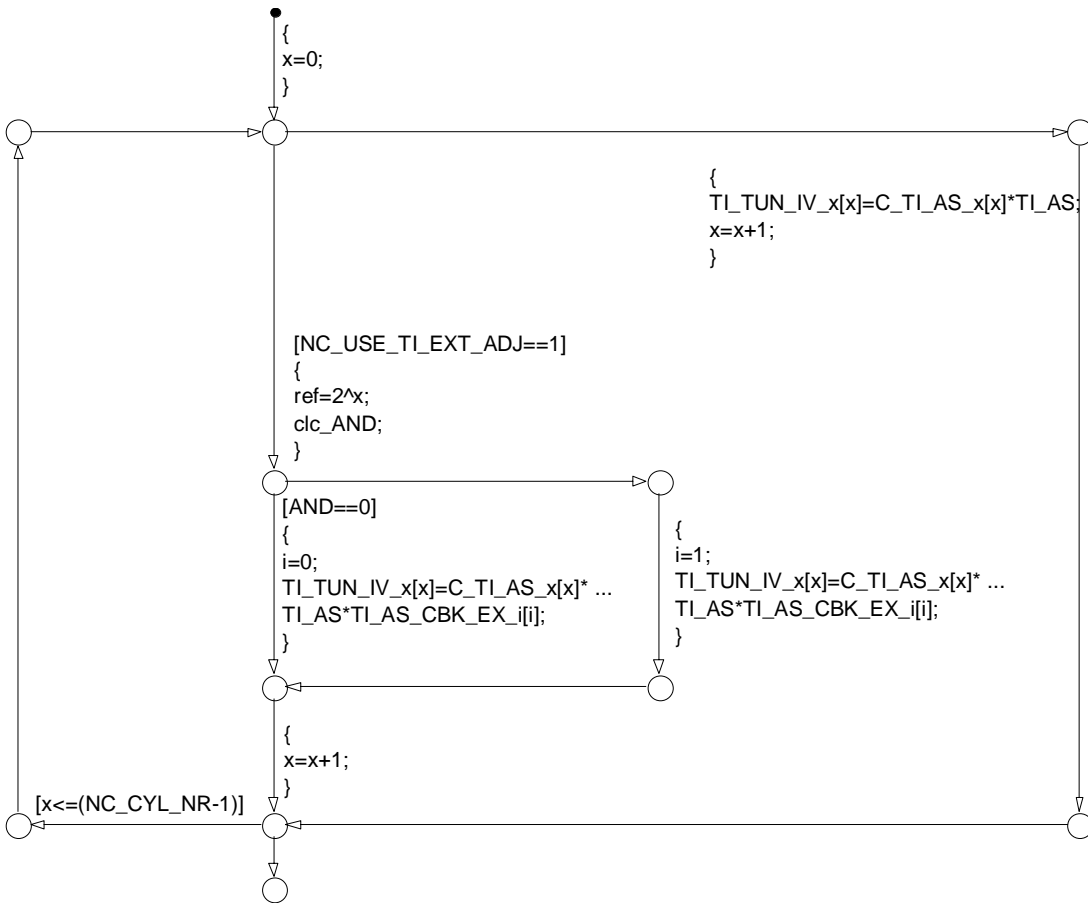 {
x=0;
}
{
TI_TUN_IV_x[x]=C_TI_AS_x[x]*TI_AS;
x=x+1;
}
[NC_USE_TI_EXT_ADJ==1]
{
ref=2^x;
clc_AND;
}
[AND==0]
{
i=0;
TI_TUN_IV_x[x]=C_TI_AS_x[x]* ...
TI_AS*TI_AS_CBK_EX_i[i];
}
{
i=1;
TI_TUN_IV_x[x]=C_TI_AS_x[x]* ...
TI_AS*TI_AS_CBK_EX_i[i];
}
{
x=x+1;
}
[x<=(NC_CYL_NR-1)]